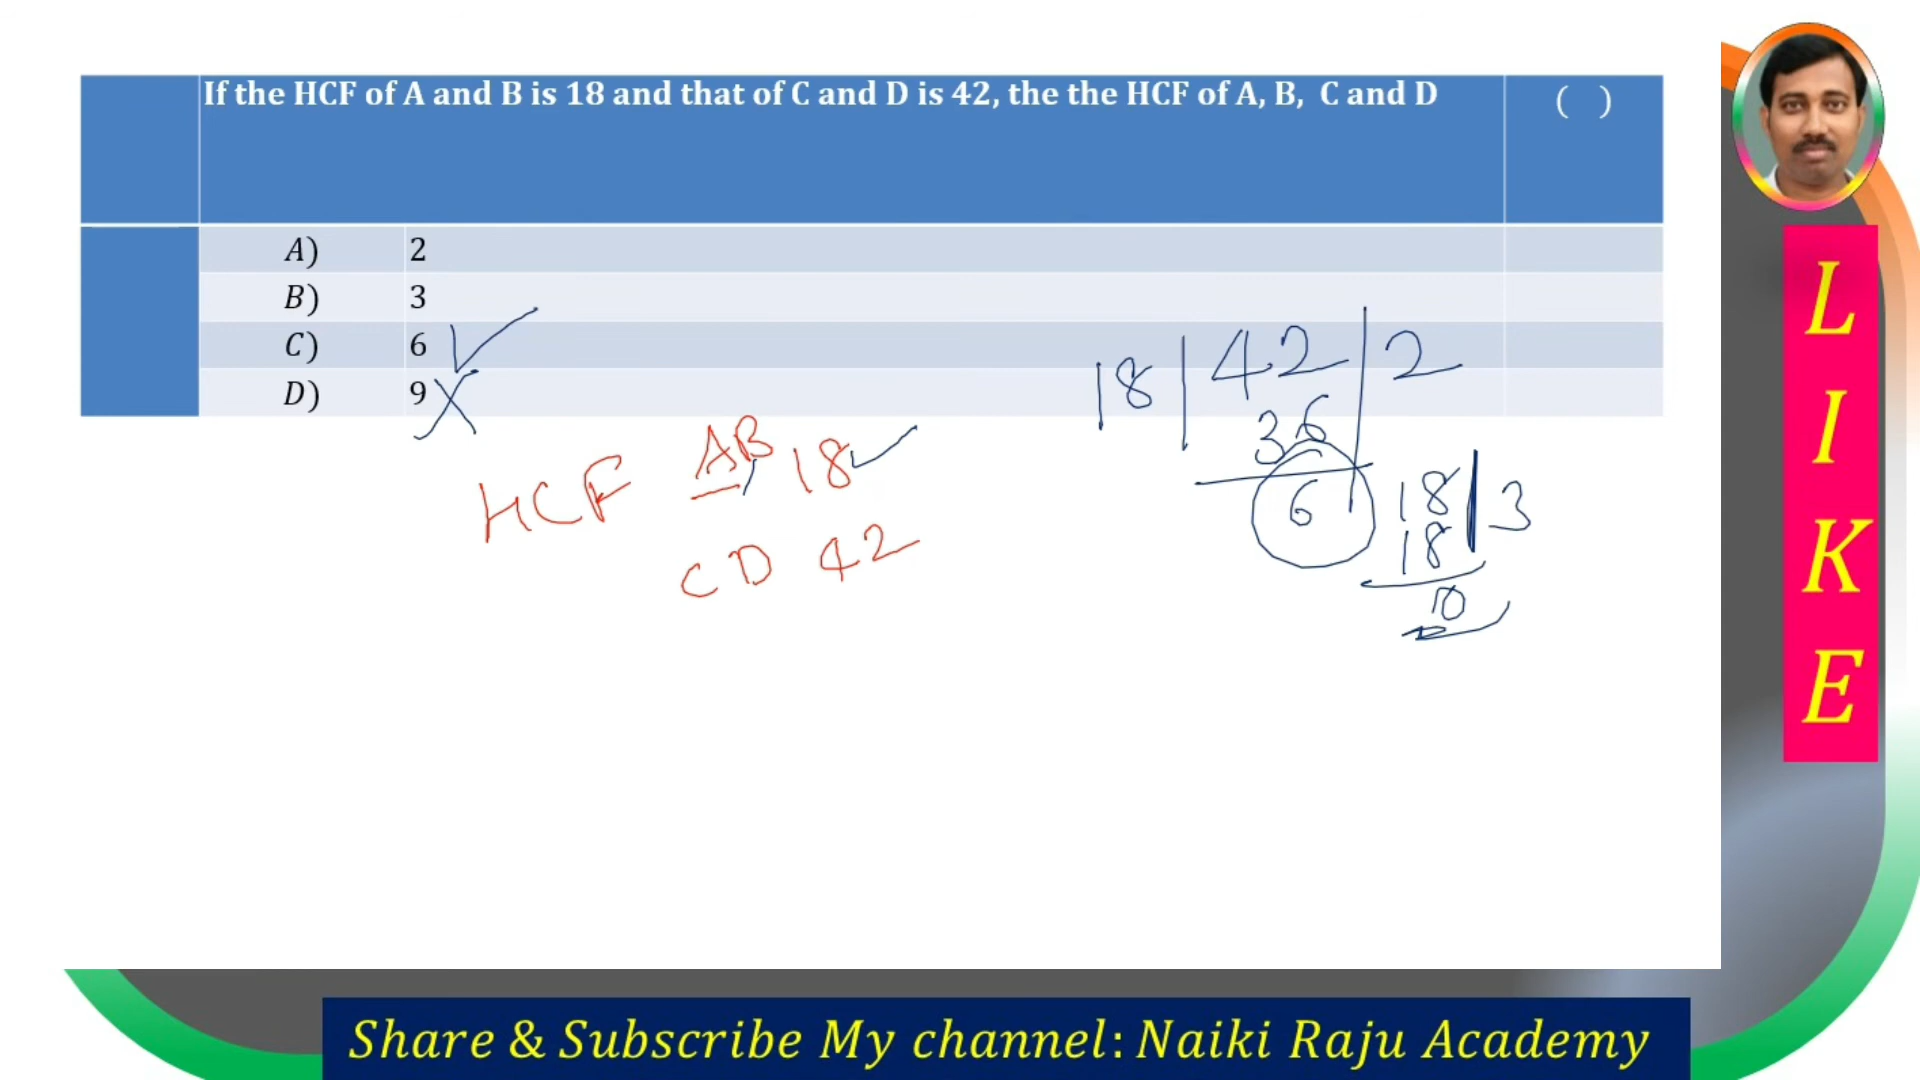 If the HCF of A and B is 18 and that of C and D is 42, the the HCF of A, B, C and D ( )
A) 2
B) 3
C) 6
D) 9
HCF AB, 18
CD 42
18 | 42 | 2
36
6 18 | 3
18
0
L
I
K
E
Share & Subscribe My channel: Naiki Raju Academy